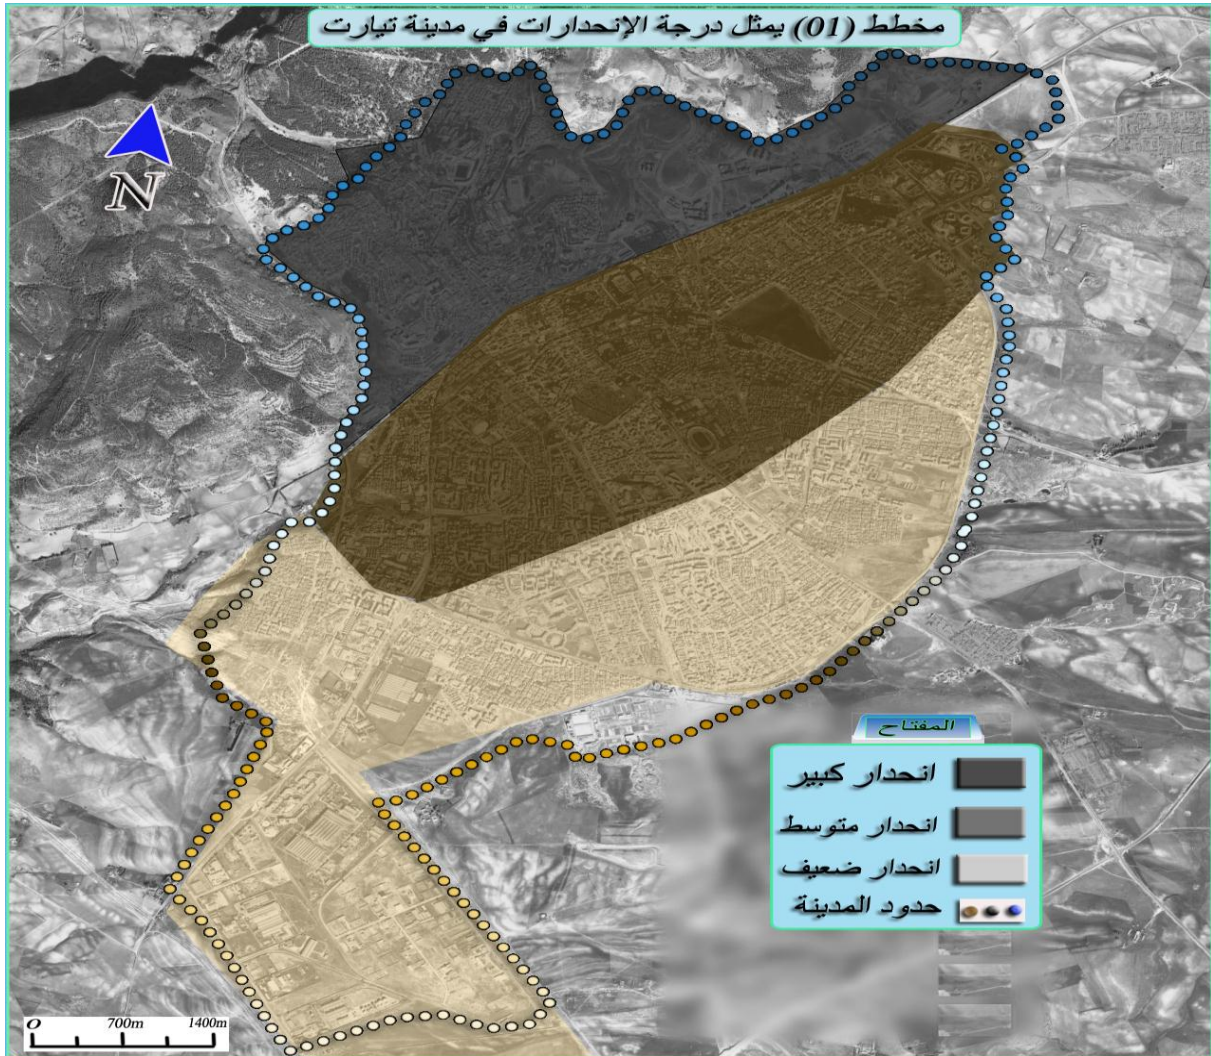 مخطط (01) يمثل درجة الإنحدارات في مدينة تيارت
N
المفتاح
انحدار كبير
انحدار متوسط
انحدار ضعيف
حدود المدينة
O 700m 1400m